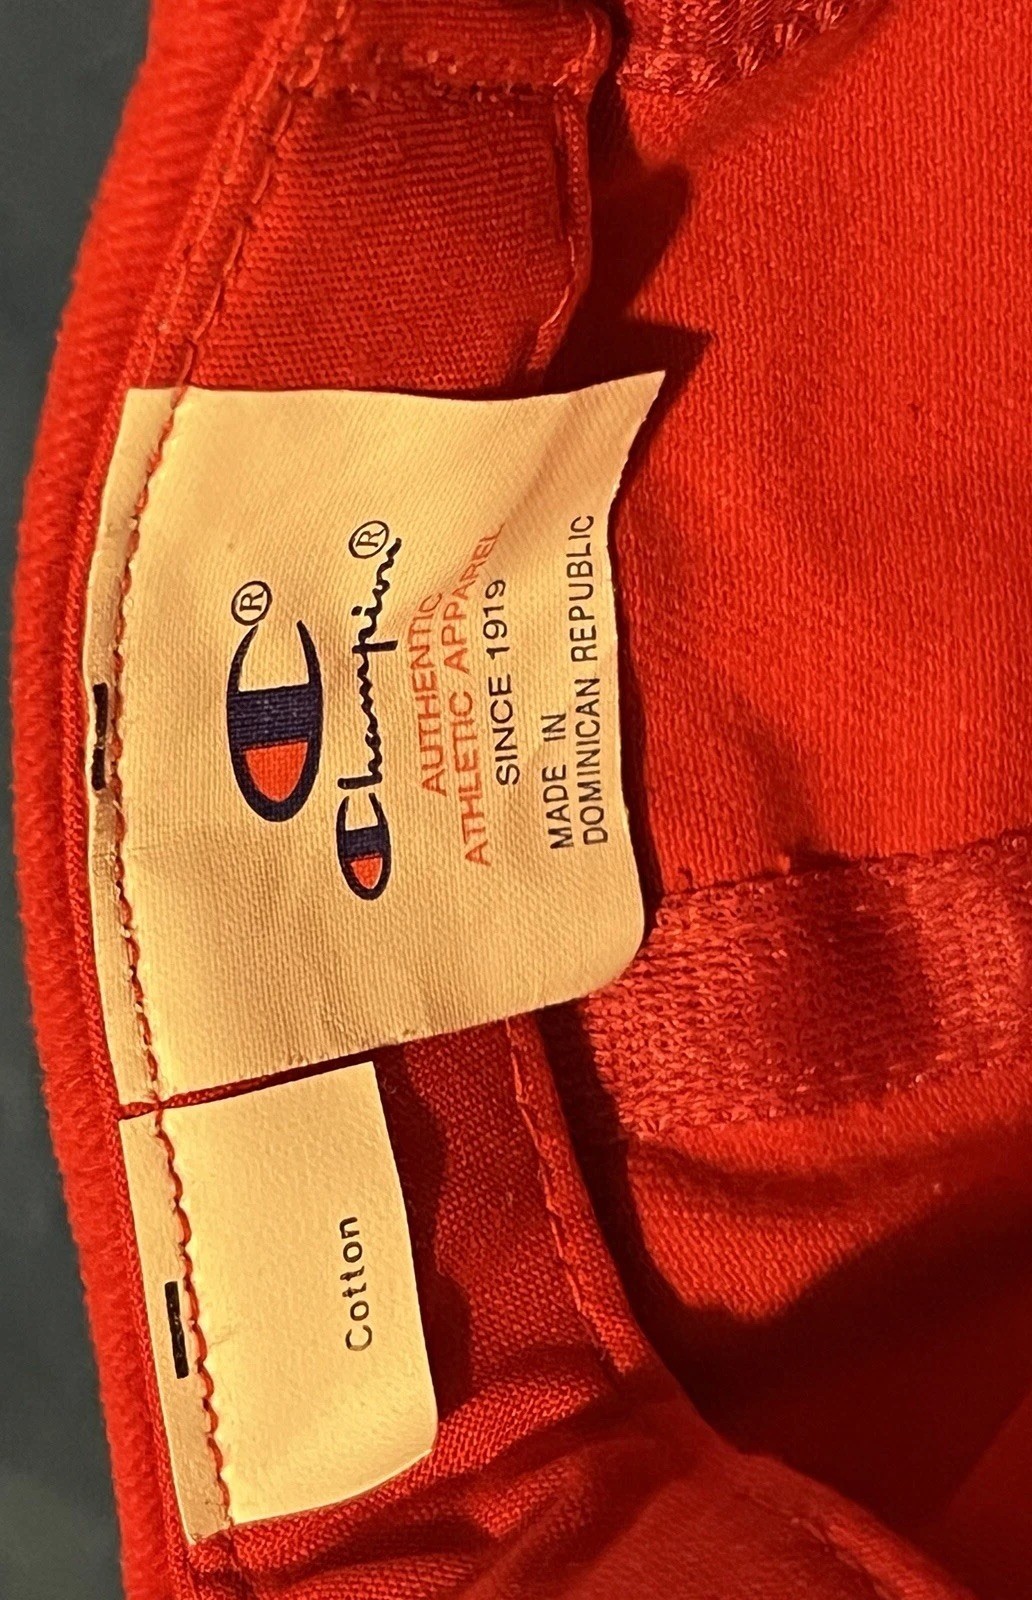 C®
Champion®
AUTHENTIC
ATHLETIC APPAREL
SINCE 1919
MADE IN
DOMINICAN REPUBLIC
Cotton